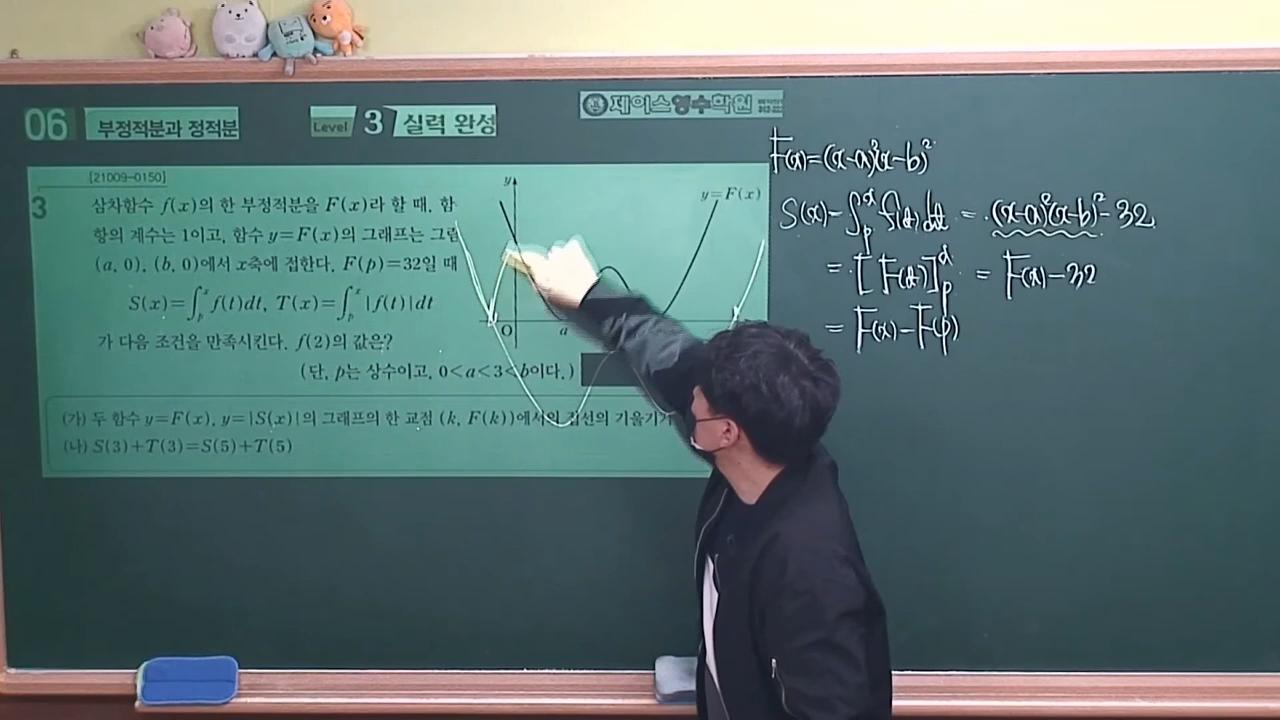 06 부정적분과 정적분
Level 3 실력 완성
제이스영수학원
[21009-0150]
3 삼차함수 f(x)의 한 부정적분을 F(x)라 할 때, 함
항의 계수는 1이고, 함수 y=F(x)의 그래프는 그림
(a, 0), (b, 0)에서 x축에 접한다. F(p)=32일 때
S(x)=∫_p^x f(t)dt, T(x)=∫_p^x |f(t)|dt
가 다음 조건을 만족시킨다. f(2)의 값은?
(단, p는 상수이고, 0<a<3<b이다.)
(가) 두 함수 y=F(x), y=|S(x)|의 그래프의 한 교점 (k, F(k))에서의 접선의 기울기가
(나) S(3)+T(3)=S(5)+T(5)
y
y=F(x)
O
a
F(x)=(x-a)²(x-b)²
S(x)=∫_p^x f(t)dt = (x-a)²(x-b)²-32
= [F(t)]_p^x = F(x)-32
= F(x)-F(p)